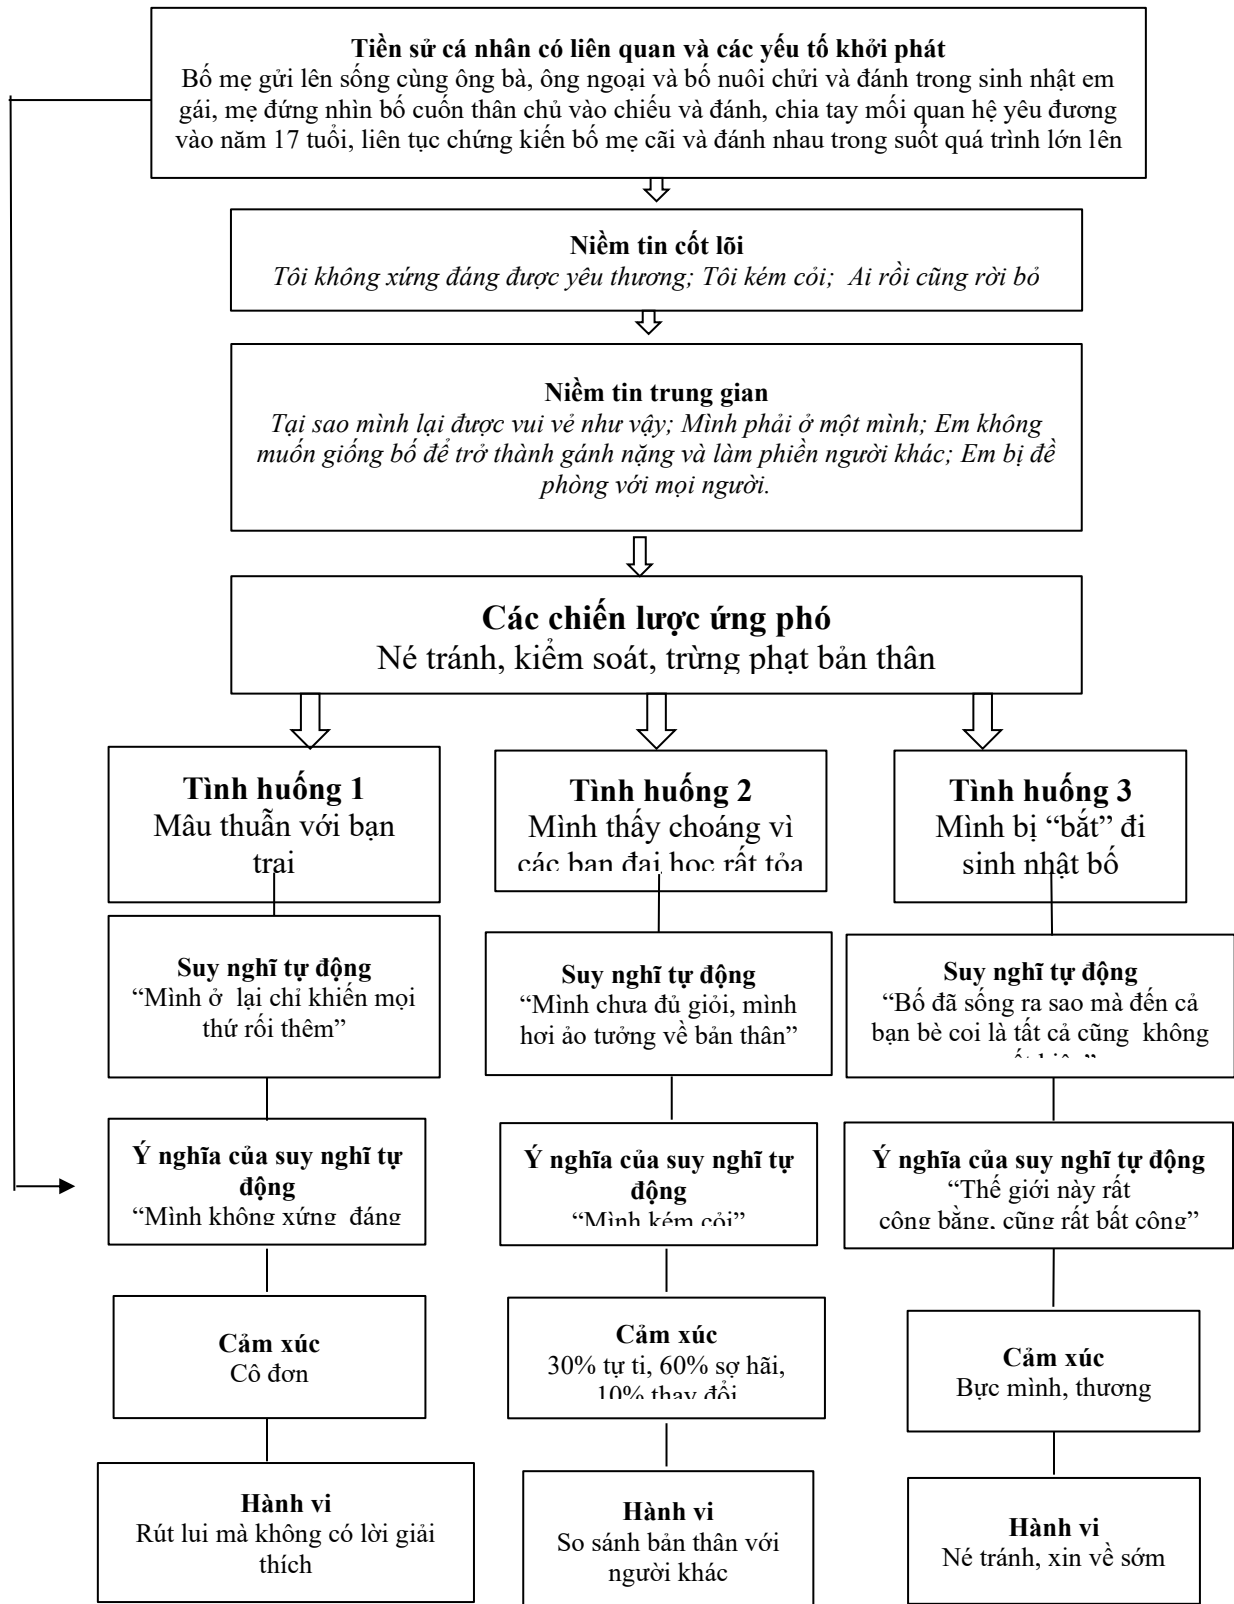 Tiền sử cá nhân có liên quan và các yếu tố khởi phát
Bố mẹ gửi lên sống cùng ông bà, ông ngoại và bố nuôi chửi và đánh trong sinh nhật em
gái, mẹ đứng nhìn bố cuốn thân chủ vào chiếu và đánh, chia tay mối quan hệ yêu đương
vào năm 17 tuổi, liên tục chứng kiến bố mẹ cãi và đánh nhau trong suốt quá trình lớn lên
Niềm tin cốt lõi
Tôi không xứng đáng được yêu thương; Tôi kém cỏi; Ai rồi cũng rời bỏ
Niềm tin trung gian
Tại sao mình lại được vui vẻ như vậy; Mình phải ở một mình; Em không
muốn giống bố để trở thành gánh nặng và làm phiền người khác; Em bị đề
phòng với mọi người.
Các chiến lược ứng phó
Né tránh, kiểm soát, trừng phạt bản thân
Tình huống 1
Mâu thuẫn với bạn
trai
Tình huống 2
Mình thấy choáng vì
các bạn đại học rất tỏa
Tình huống 3
Mình bị “bắt” đi
sinh nhật bố
Suy nghĩ tự động
“Mình ở lại chỉ khiến mọi
thứ rối thêm”
Suy nghĩ tự động
“Mình chưa đủ giỏi, mình
hơi ảo tưởng về bản thân”
Suy nghĩ tự động
“Bố đã sống ra sao mà đến cả
bạn bè coi là tất cả cũng không
Ý nghĩa của suy nghĩ tự
động
“Mình không xứng đáng
Ý nghĩa của suy nghĩ tự
động
“Mình kém cỏi”
Ý nghĩa của suy nghĩ tự động
“Thế giới này rất
công bằng, cũng rất bất công”
Cảm xúc
Cô đơn
Cảm xúc
30% tự ti, 60% sợ hãi,
10% thay đổi
Cảm xúc
Bực mình, thương
Hành vi
Rút lui mà không có lời giải
thích
Hành vi
So sánh bản thân với
người khác
Hành vi
Né tránh, xin về sớm